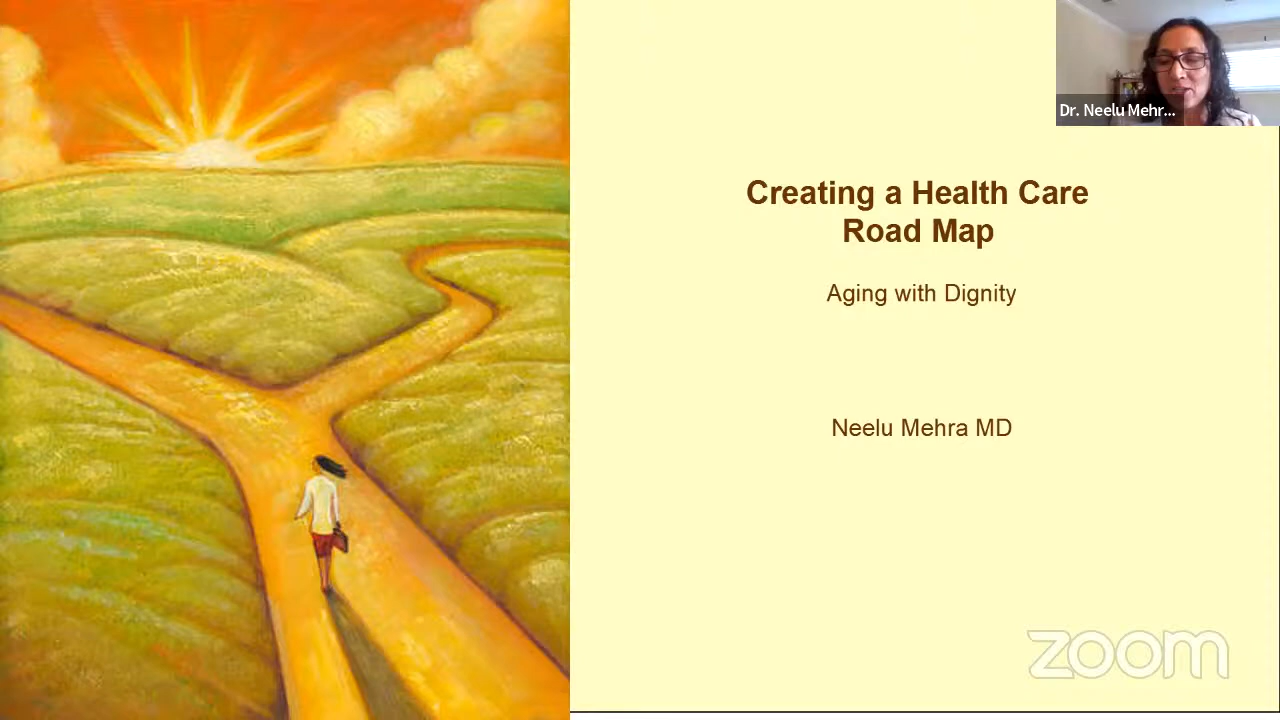 Dr. Neelu Mehr...
Creating a Health Care
Road Map
Aging with Dignity
Neelu Mehra MD
zoom